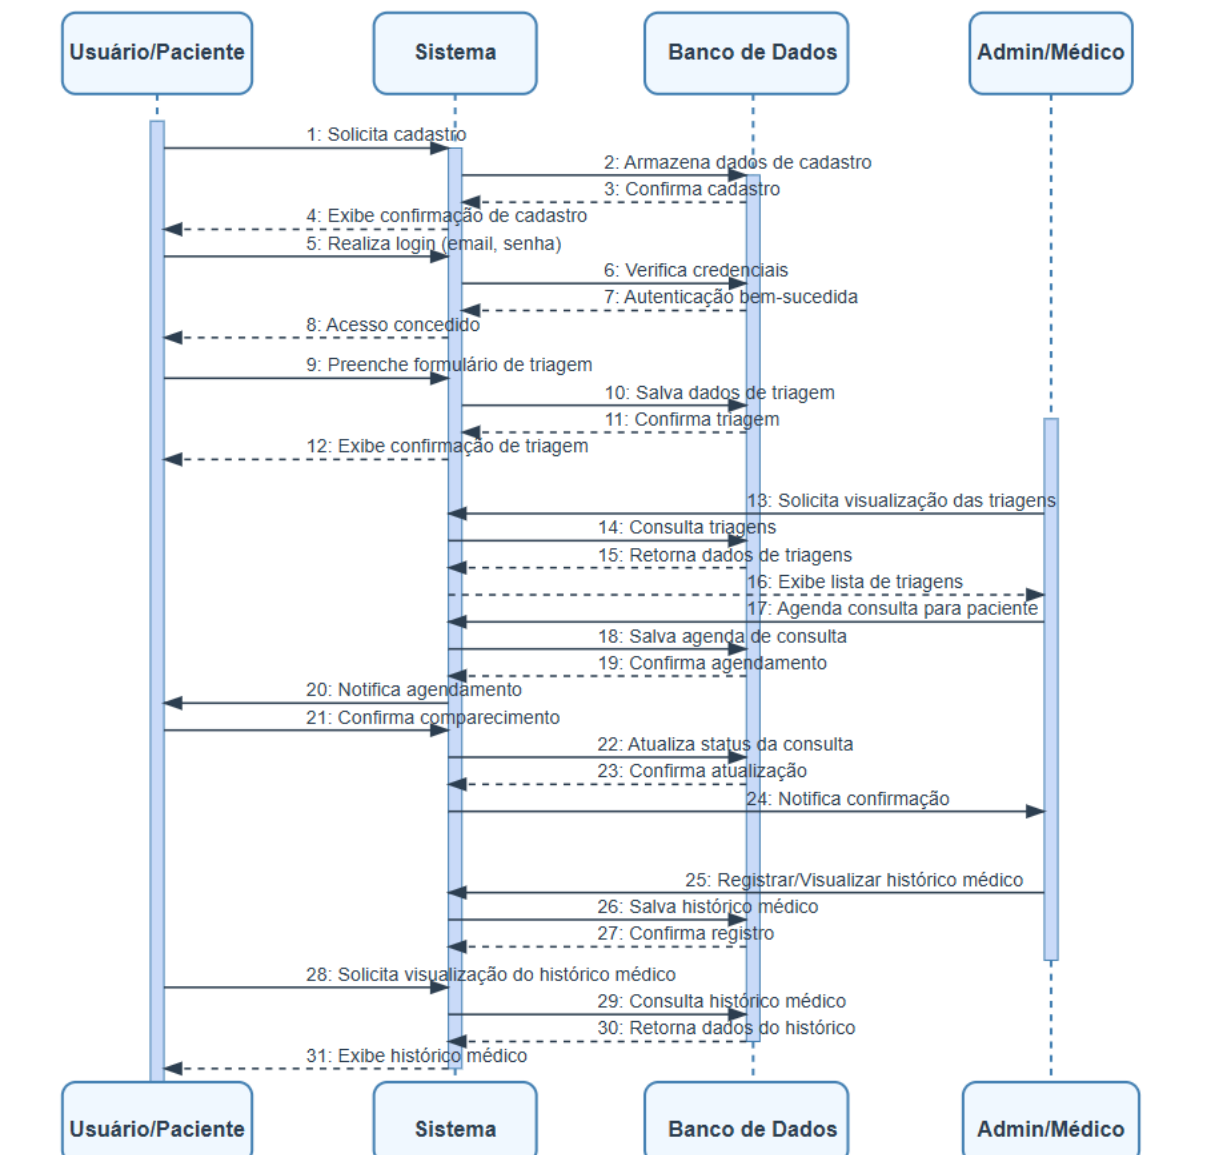 Usuário/Paciente
Sistema
Banco de Dados
Admin/Médico
1: Solicita cadastro
2: Armazena dados de cadastro
3: Confirma cadastro
4: Exibe confirmação de cadastro
5: Realiza login (email, senha)
6: Verifica credenciais
7: Autenticação bem-sucedida
8: Acesso concedido
9: Preenche formulário de triagem
10: Salva dados de triagem
11: Confirma triagem
12: Exibe confirmação de triagem
13: Solicita visualização das triagens
14: Consulta triagens
15: Retorna dados de triagens
16: Exibe lista de triagens
17: Agenda consulta para paciente
18: Salva agenda de consulta
19: Confirma agendamento
20: Notifica agendamento
21: Confirma comparecimento
22: Atualiza status da consulta
23: Confirma atualização
24: Notifica confirmação
25: Registrar/Visualizar histórico médico
26: Salva histórico médico
27: Confirma registro
28: Solicita visualização do histórico médico
29: Consulta histórico médico
30: Retorna dados do histórico
31: Exibe histórico médico
Usuário/Paciente
Sistema
Banco de Dados
Admin/Médico